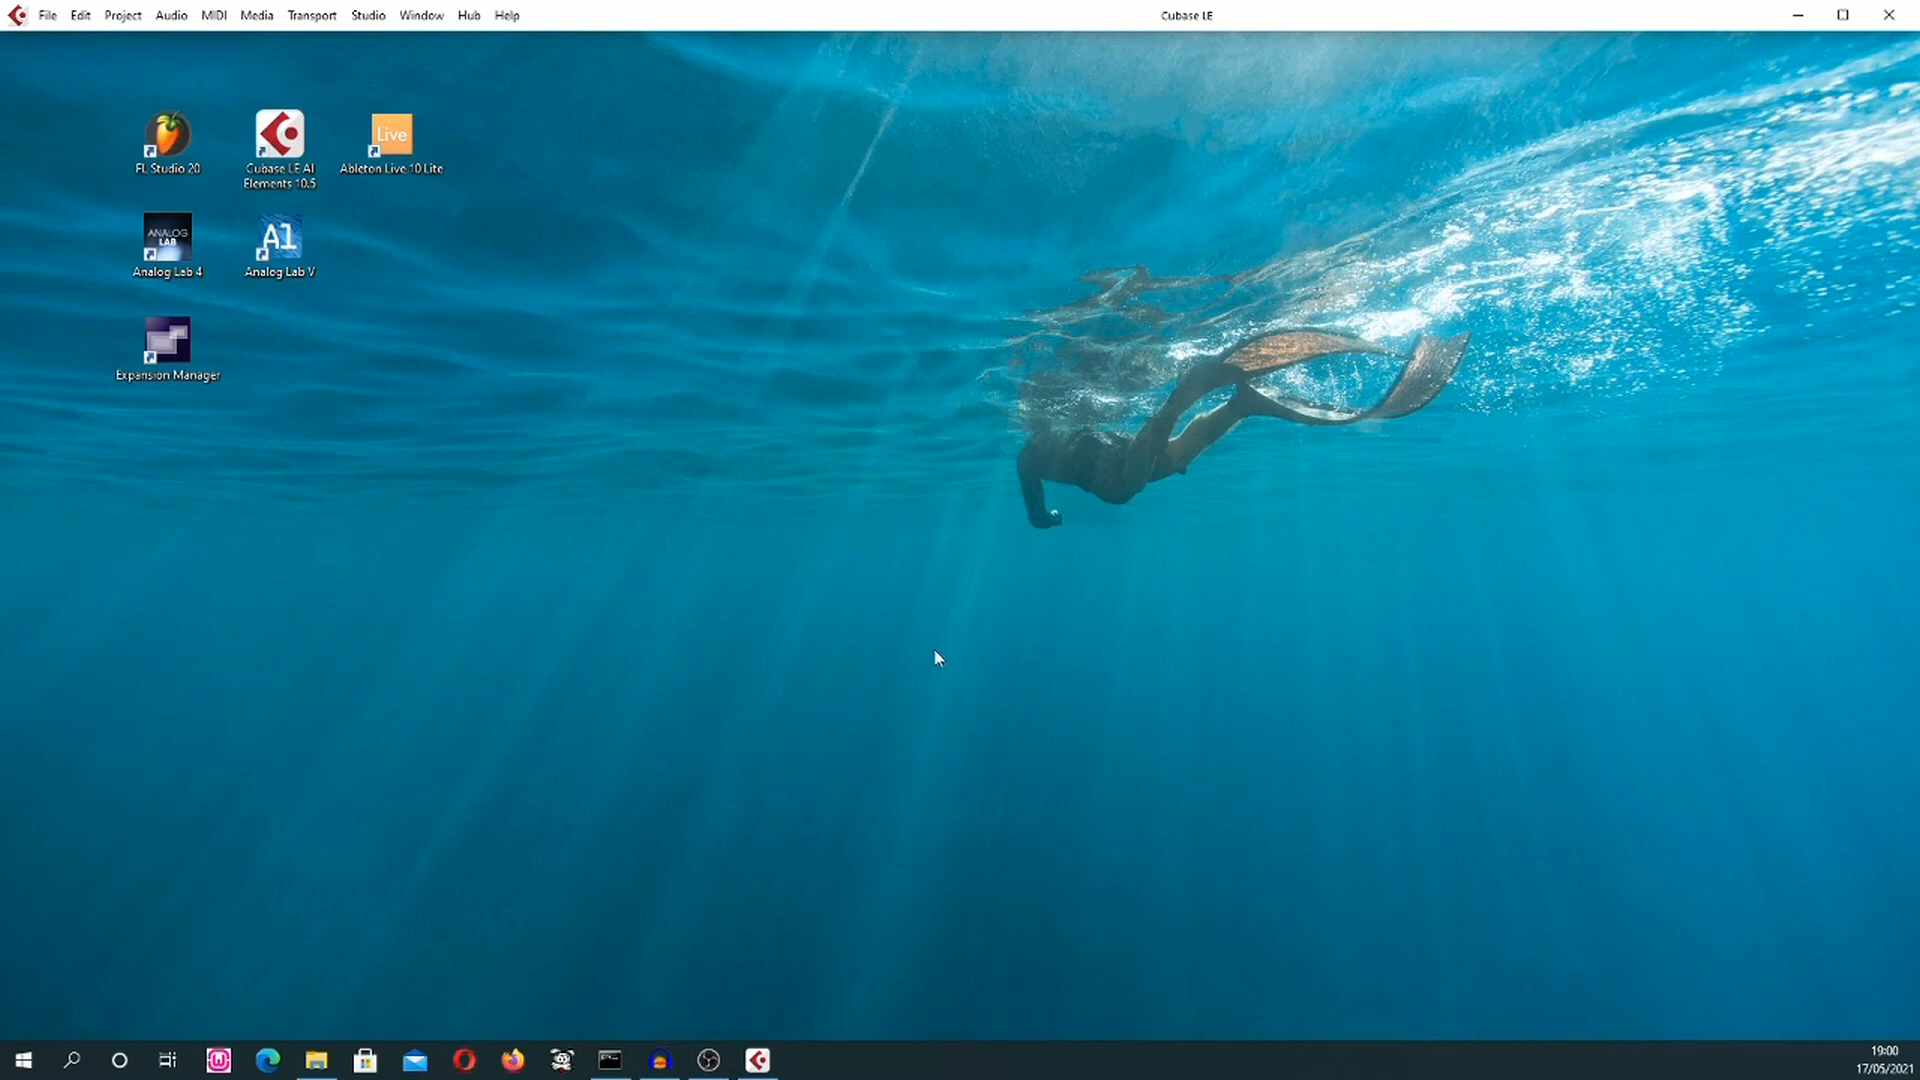 File Edit Project Audio MIDI Media Transport Studio Window Hub Help
Cubase LE
FL Studio 20
Cubase LE AI
Elements 10.5
Live
Ableton Live 10 Lite
ANALOG
LAB
Analog Lab 4
A1
Analog Lab V
Expansion Manager
19:00
17/05/2021